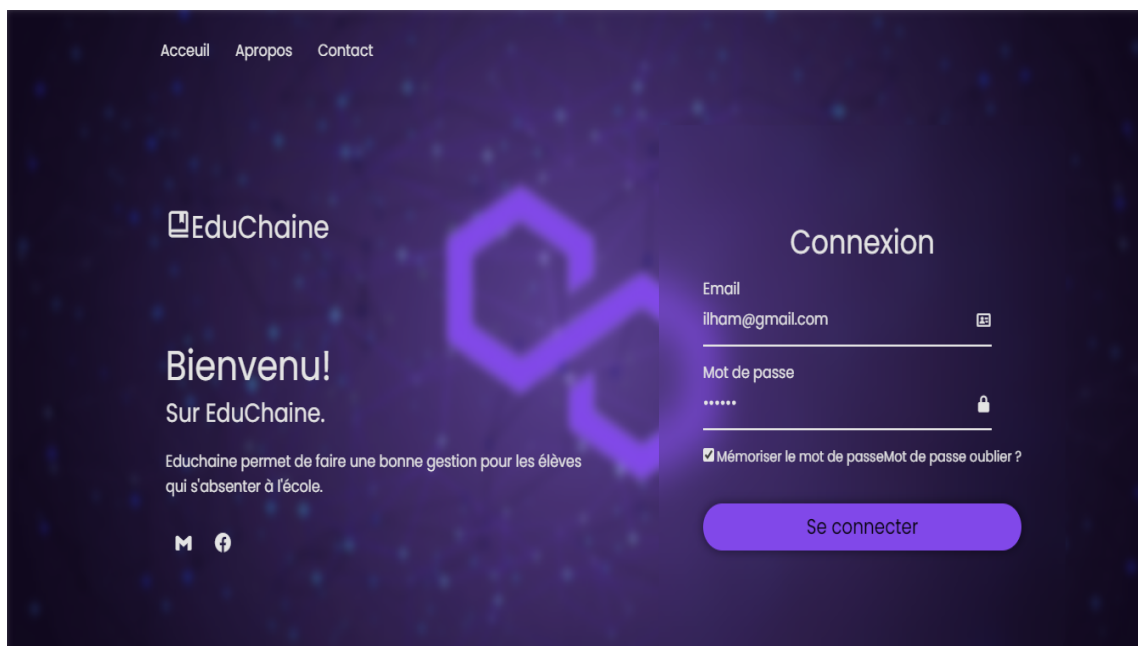 Acceuil Apropos Contact
EduChaine
Bienvenu!
Sur EduChaine.
Educhaine permet de faire une bonne gestion pour les élèves
qui s'absenter à l'école.
Connexion
Email
ilham@gmail.com
Mot de passe
••••••
Mémoriser le mot de passeMot de passe oublier ?
Se connecter